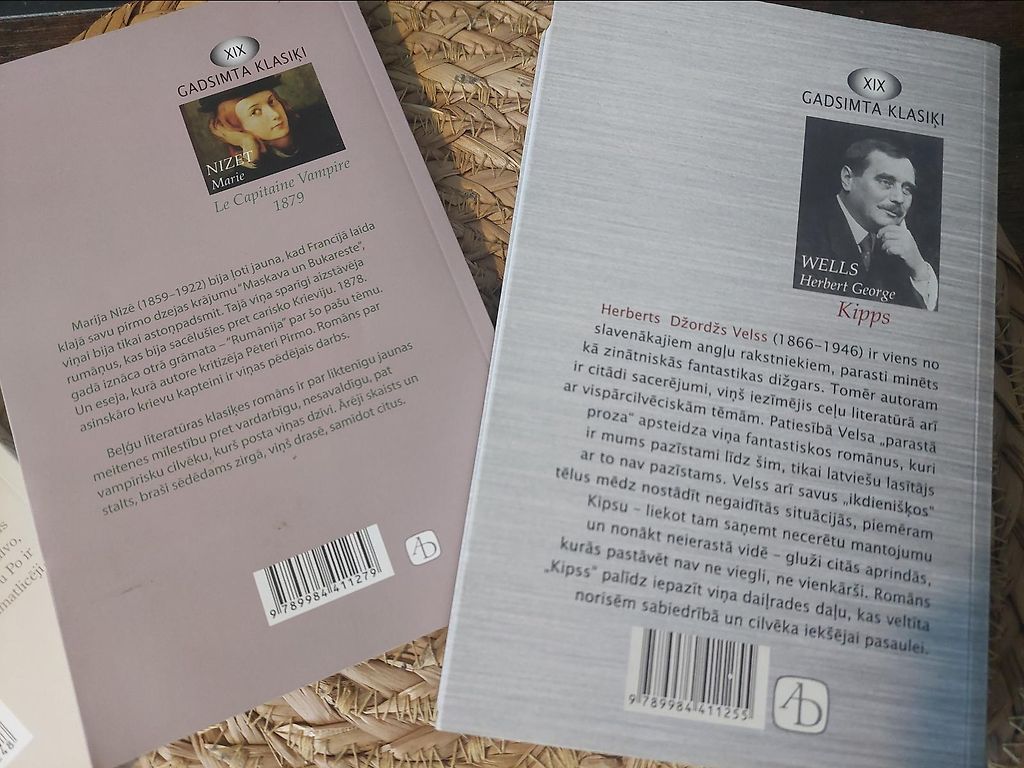 XIX
GADSIMTA KLASIĶI
NIZET
Marie
Le Capitaine Vampire
1879
Marija Nizē (1859–1922) bija ļoti jauna, kad Francijā laida
klajā savu pirmo dzejas krājumu "Maskava un Bukareste",
viņai bija tikai astoņpadsmit. Tajā viņa sparīgi aizstāvēja
rumāņus, kas bija sacēlušies pret carisko Krieviju. 1878.
gadā iznāca otrā grāmata – "Rumānija" par šo pašu tēmu.
Un eseja, kurā autore kritizēja Pēteri Pirmo. Romāns par
asinskāro krievu kapteini ir viņas pēdējais darbs.
Beļģu literatūras klasiķes romāns ir par liktenīgu jaunas
meitenes mīlestību pret vardarbīgu, nesavaldīgu, pat
vampīrisku cilvēku, kurš posta viņas dzīvi. Ārēji skaists un
stalts, braši sēdēdams zirgā, viņš drasē, samīdot citus.
9 789984 411279
AD
XIX
GADSIMTA KLASIĶI
WELLS
Herbert George
Kipps
Herberts Džordžs Velss (1866–1946) ir viens no
slavenākajiem angļu rakstniekiem, parasti minēts
kā zinātniskās fantastikas dižgars. Tomēr autoram
ir citādi sacerējumi, viņš iezīmējis ceļu literatūrā arī
ar vispārcilvēciskām tēmām. Patiesībā Velsa „parastā
proza" apsteidza viņa fantastiskos romānus, kuri
ir mums pazīstami līdz šim, tikai latviešu lasītājs
ar to nav pazīstams. Velss arī savus „ikdienišķos"
tēlus mēdz nostādīt negaidītās situācijās, piemēram
Kipsu – liekot tam saņemt necerētu mantojumu
un nonākt neierastā vidē – gluži citās aprindās,
kurās pastāvēt nav ne viegli, ne vienkārši. Romāns
„Kipss" palīdz iepazīt viņa daiļrades daļu, kas veltīta
norisēm sabiedrībā un cilvēka iekšējai pasaulei.
9 789984 411255
AD
dvo.
u Po ir
matlīcēji
48